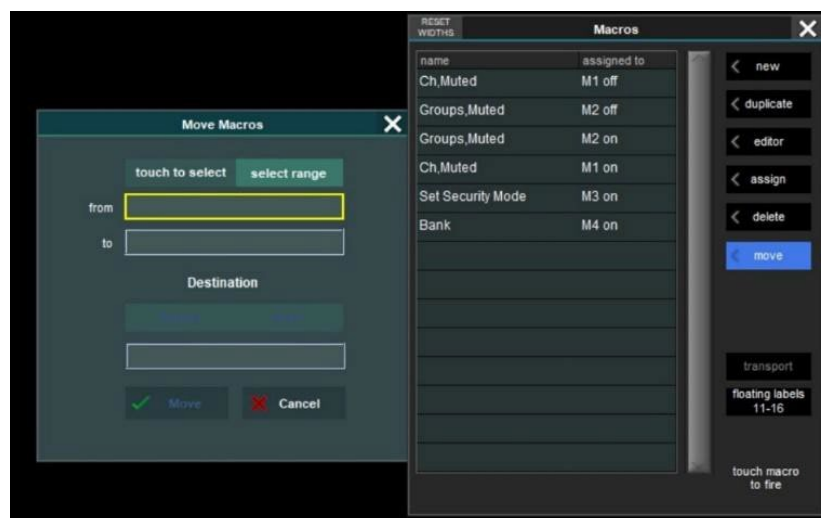 Move Macros
touch to select
select range
from
to
Destination
Move
Cancel
RESET
WIDTHS
Macros
name assigned to
Ch,Muted M1 off
Groups,Muted M2 off
Groups,Muted M2 on
Ch,Muted M1 on
Set Security Mode M3 on
Bank M4 on
new
duplicate
editor
assign
delete
move
transport
floating labels
11-16
touch macro
to fire